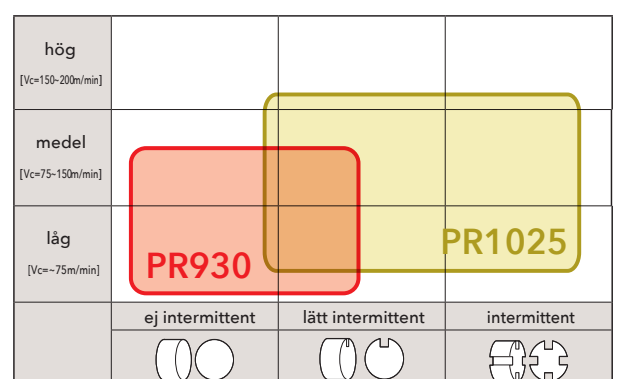 hög
[Vc=150~200m/min]
medel
[Vc=75~150m/min]
låg
[Vc=~75m/min]
PR930
PR1025
ej intermittent
lätt intermittent
intermittent